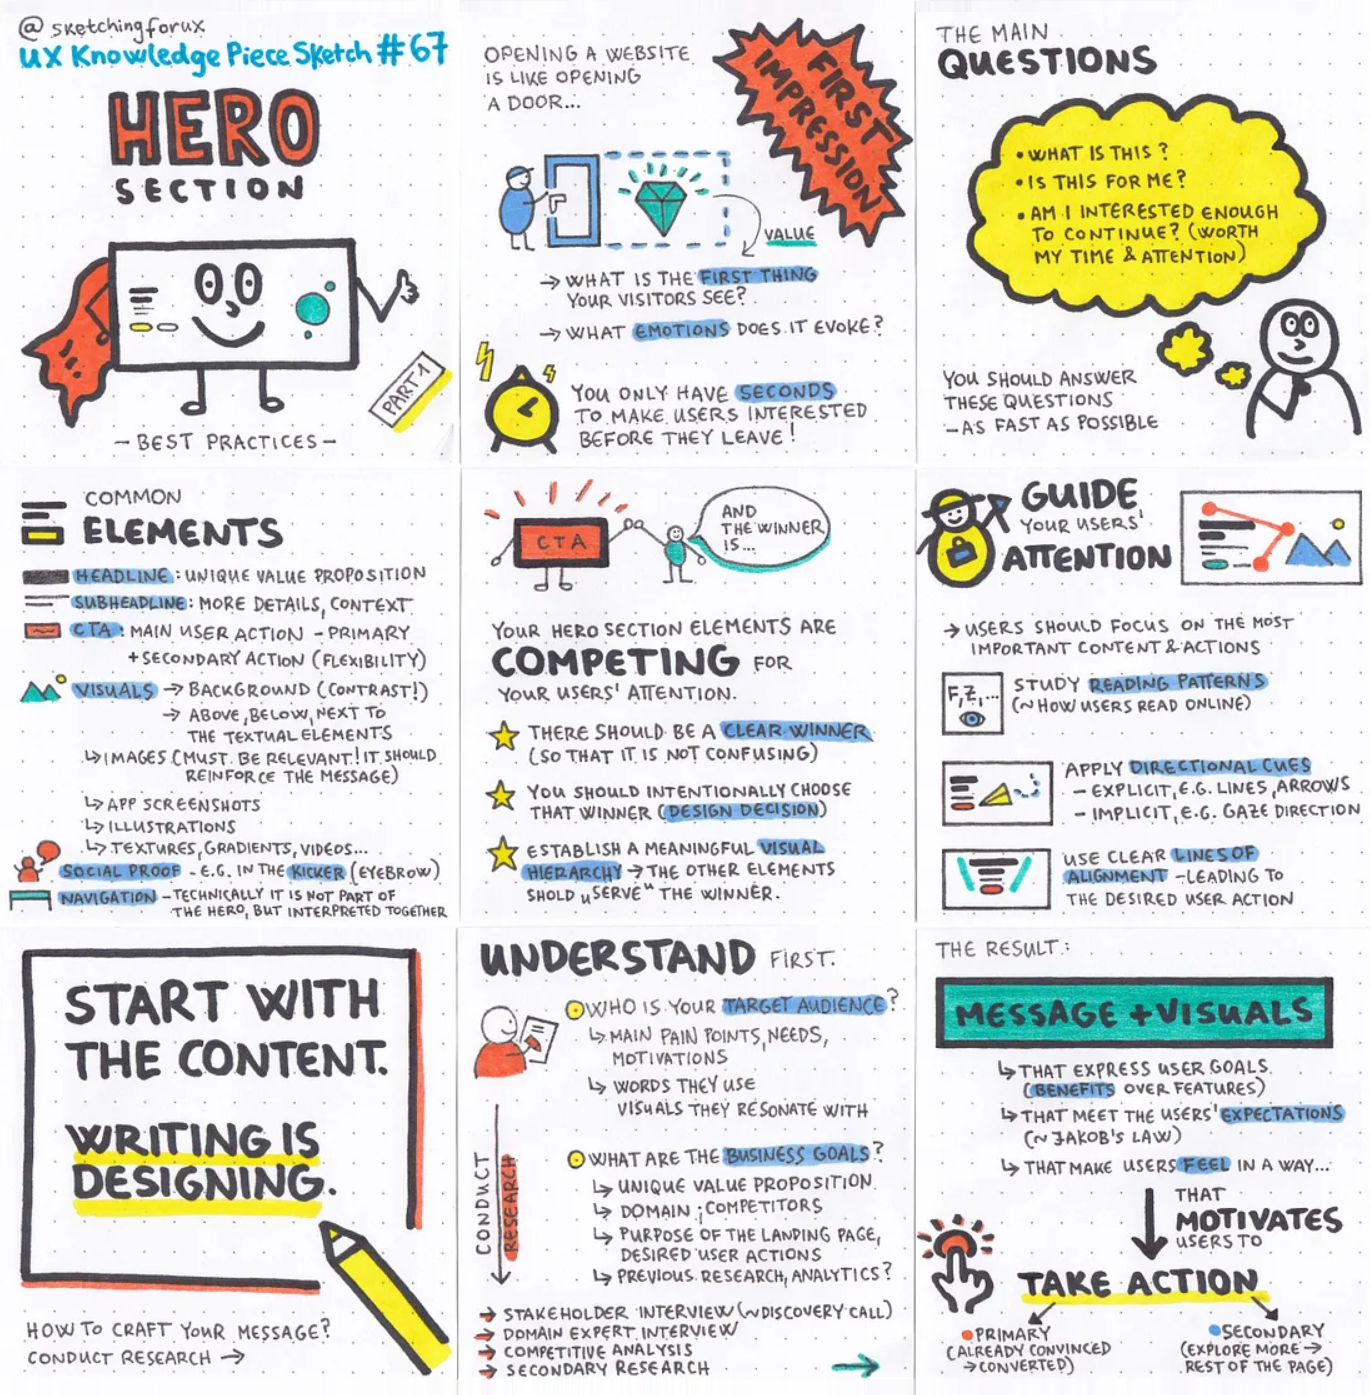 @ sketchingforux
UX Knowledge Piece Sketch #67
HERO
SECTION
PART 1
- BEST PRACTICES -
OPENING A WEBSITE
IS LIKE OPENING
A DOOR...
FIRST
IMPRESSION
VALUE
→ WHAT IS THE FIRST THING
YOUR VISITORS SEE?
→ WHAT EMOTIONS DOES IT EVOKE?
YOU ONLY HAVE SECONDS
TO MAKE USERS INTERESTED
BEFORE THEY LEAVE!
THE MAIN
QUESTIONS
• WHAT IS THIS?
• IS THIS FOR ME?
• AM I INTERESTED ENOUGH
TO CONTINUE? (WORTH
MY TIME & ATTENTION)
YOU SHOULD ANSWER
THESE QUESTIONS
- AS FAST AS POSSIBLE
COMMON
ELEMENTS
HEADLINE: UNIQUE VALUE PROPOSITION
SUBHEADLINE: MORE DETAILS, CONTEXT
CTA: MAIN USER ACTION - PRIMARY
+ SECONDARY ACTION (FLEXIBILITY)
VISUALS → BACKGROUND (CONTRAST!)
→ ABOVE, BELOW, NEXT TO
THE TEXTUAL ELEMENTS
↳ IMAGES (MUST BE RELEVANT! IT SHOULD
REINFORCE THE MESSAGE)
↳ APP SCREENSHOTS
↳ ILLUSTRATIONS
↳ TEXTURES, GRADIENTS, VIDEOS...
SOCIAL PROOF - E.G. IN THE KICKER (EYEBROW)
NAVIGATION - TECHNICALLY IT IS NOT PART OF
THE HERO, BUT INTERPRETED TOGETHER
CTA
AND
THE WINNER
IS...
YOUR HERO SECTION ELEMENTS ARE
COMPETING FOR
YOUR USERS' ATTENTION.
THERE SHOULD BE A CLEAR WINNER
(SO THAT IT IS NOT CONFUSING)
YOU SHOULD INTENTIONALLY CHOOSE
THAT WINNER (DESIGN DECISION)
ESTABLISH A MEANINGFUL VISUAL
HIERARCHY → THE OTHER ELEMENTS
SHOLD „SERVE" THE WINNER.
GUIDE
YOUR USERS'
ATTENTION
→ USERS SHOULD FOCUS ON THE MOST
IMPORTANT CONTENT & ACTIONS
F, Z, ...
STUDY READING PATTERNS
(~HOW USERS READ ONLINE)
APPLY DIRECTIONAL CUES
- EXPLICIT, E.G. LINES, ARROWS
- IMPLICIT, E.G. GAZE DIRECTION
USE CLEAR LINES OF
ALIGNMENT - LEADING TO
THE DESIRED USER ACTION
START WITH
THE CONTENT.
WRITING IS
DESIGNING.
HOW TO CRAFT YOUR MESSAGE?
CONDUCT RESEARCH →
UNDERSTAND FIRST.
WHO IS YOUR TARGET AUDIENCE?
↳ MAIN PAIN POINTS, NEEDS,
MOTIVATIONS
↳ WORDS THEY USE
VISUALS THEY RESONATE WITH
WHAT ARE THE BUSINESS GOALS?
↳ UNIQUE VALUE PROPOSITION
↳ DOMAIN; COMPETITORS
↳ PURPOSE OF THE LANDING PAGE,
DESIRED USER ACTIONS
↳ PREVIOUS RESEARCH, ANALYTICS?
CONDUCT
RESEARCH
→ STAKEHOLDER INTERVIEW (~DISCOVERY CALL)
→ DOMAIN EXPERT INTERVIEW
→ COMPETITIVE ANALYSIS
→ SECONDARY RESEARCH
THE RESULT:
MESSAGE + VISUALS
↳ THAT EXPRESS USER GOALS
(BENEFITS OVER FEATURES)
↳ THAT MEET THE USERS' EXPECTATIONS
(~ JAKOB'S LAW)
↳ THAT MAKE USERS FEEL IN A WAY...
THAT
MOTIVATES
USERS TO
TAKE ACTION
PRIMARY
(ALREADY CONVINCED
→ CONVERTED)
SECONDARY
(EXPLORE MORE →
REST OF THE PAGE)